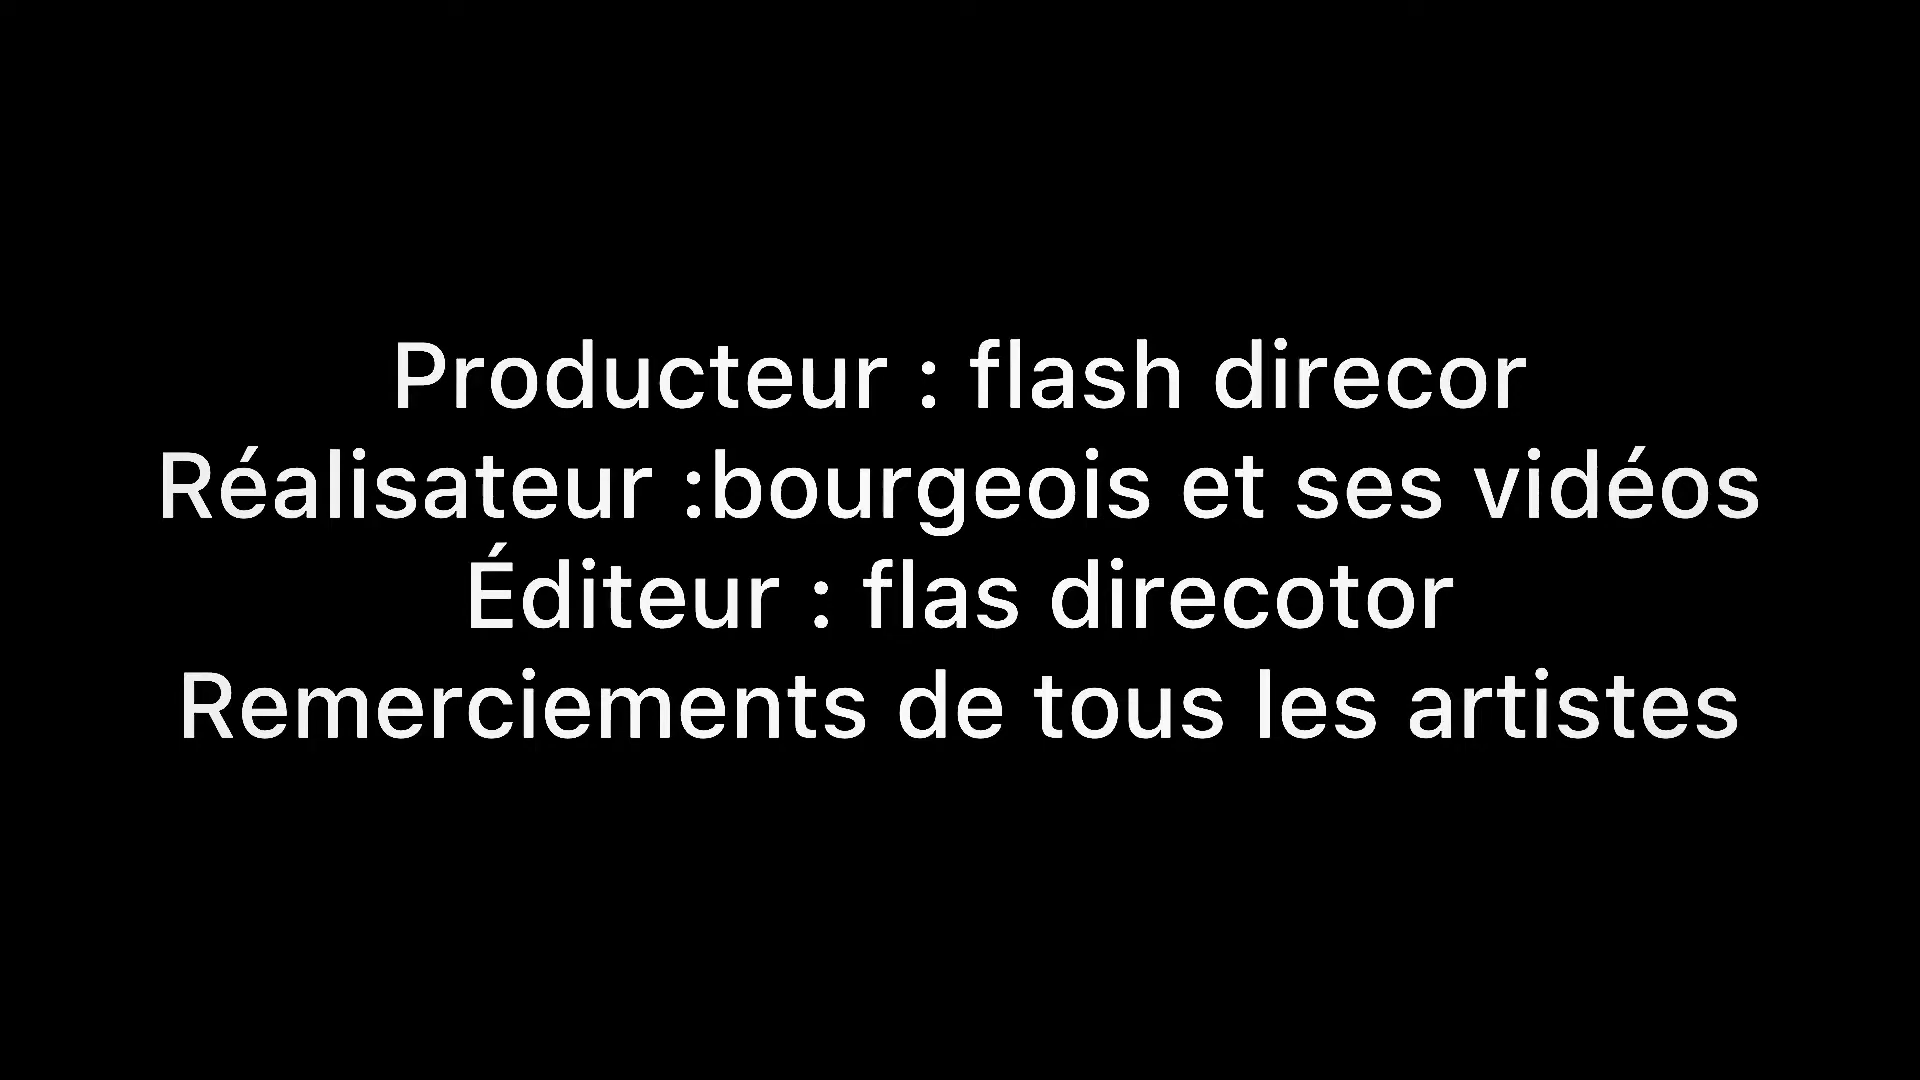 Producteur : flash direcor
Réalisateur :bourgeois et ses vidéos
Éditeur : flas direcotor
Remerciements de tous les artistes